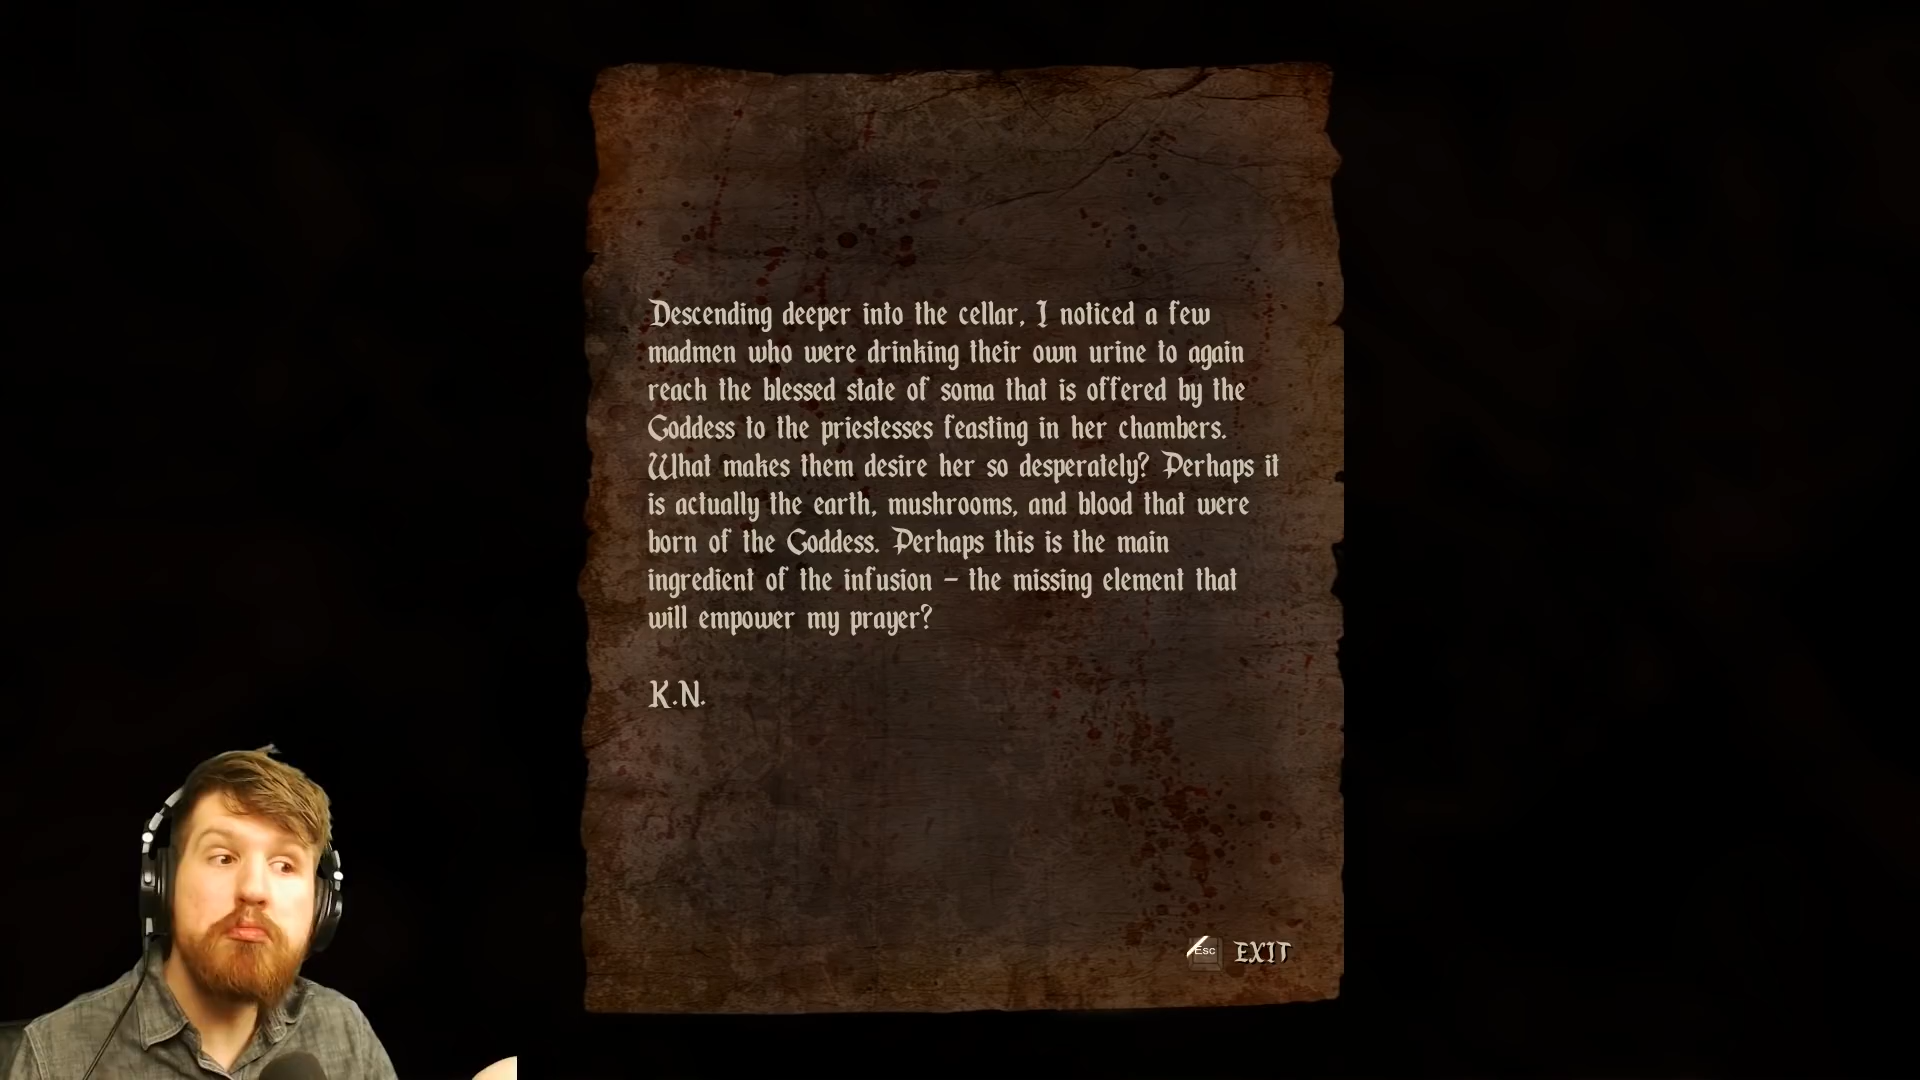 Descending deeper into the cellar, I noticed a few
madmen who were drinking their own urine to again
reach the blessed state of soma that is offered by the
Goddess to the priestesses feasting in her chambers.
What makes them desire her so desperately? Perhaps it
is actually the earth, mushrooms, and blood that were
born of the Goddess. Perhaps this is the main
ingredient of the infusion – the missing element that
will empower my prayer?
K.N.
Esc EXIT